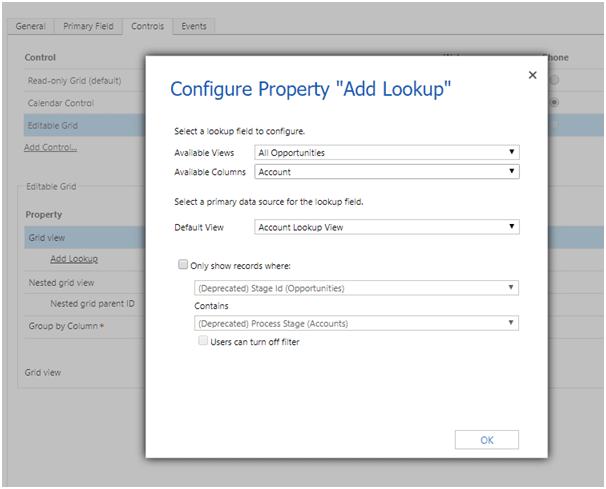 General Primary Field Controls Events
Control
Read-only Grid (default)
Calendar Control
Editable Grid
Add Control...
Editable Grid
Property
Grid view
Add Lookup
Nested grid view
Nested grid parent ID
Group by Column *
Grid view
Configure Property "Add Lookup"
Select a lookup field to configure.
Available Views All Opportunities
Available Columns Account
Select a primary data source for the lookup field.
Default View Account Lookup View
Only show records where:
(Deprecated) Stage Id (Opportunities)
Contains
(Deprecated) Process Stage (Accounts)
Users can turn off filter
OK